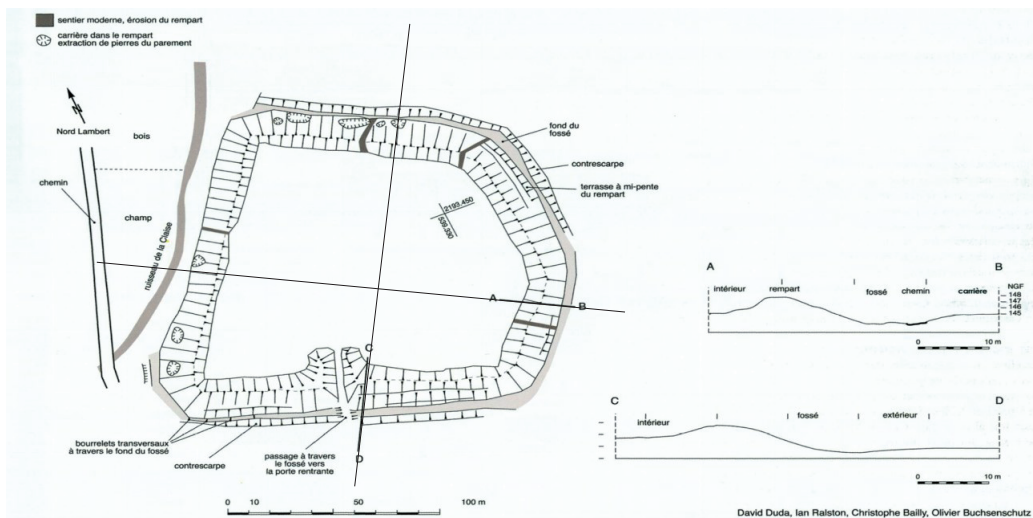 sentier moderne, érosion du rempart
carrière dans le rempart
extraction de pierres du parement
N
Nord Lambert
bois
chemin
champ
ruisseau de la Claise
fond du
fossé
contrescarpe
terrasse à mi-pente
du rempart
2193.450
539.330
A
B
C
D
bourrelets transversaux
à travers le fond du fossé
contrescarpe
passage à travers
le fossé vers
la porte rentrante
0 10 50 100 m
A B
intérieur rempart fossé chemin carrière NGF
148
147
146
145
0 10 m
C D
intérieur fossé extérieur
0 10 m
David Duda, Ian Ralston, Christophe Bailly, Olivier Buchsenschutz